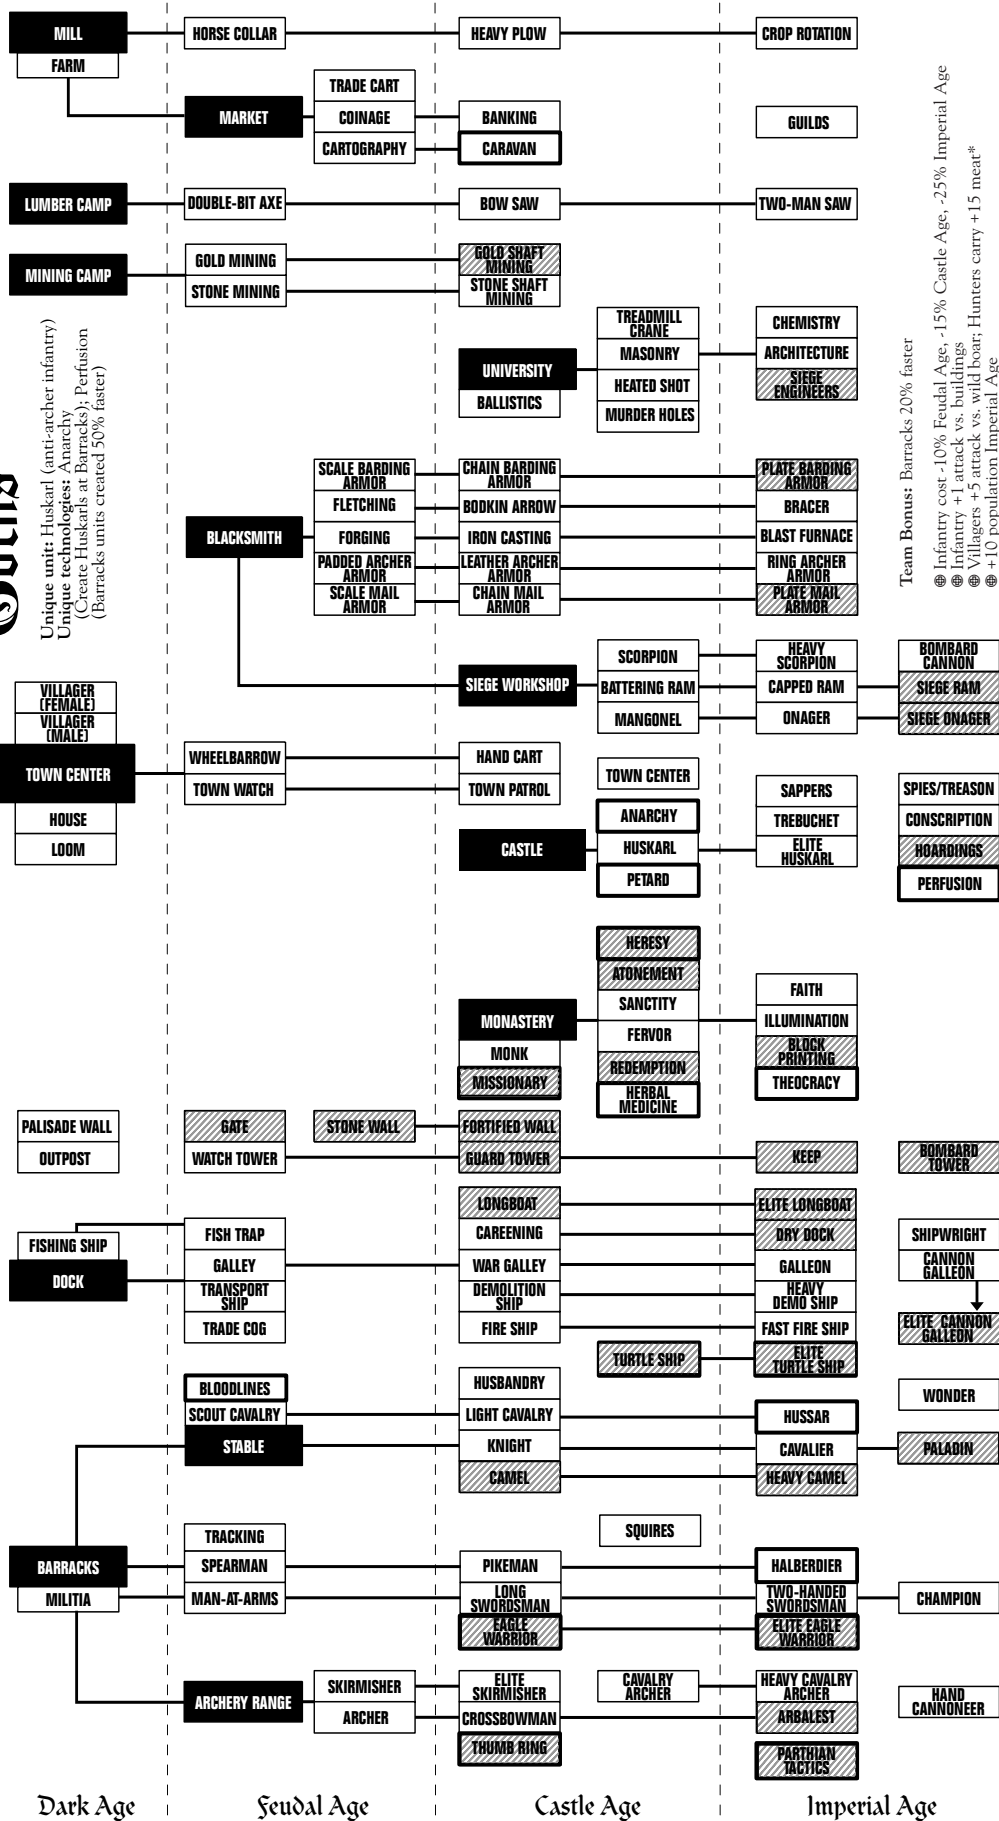 MILL
FARM
HORSE COLLAR
HEAVY PLOW
CROP ROTATION
MARKET
TRADE CART
COINAGE
CARTOGRAPHY
BANKING
CARAVAN
GUILDS
LUMBER CAMP
DOUBLE-BIT AXE
BOW SAW
TWO-MAN SAW
MINING CAMP
GOLD MINING
STONE MINING
GOLD SHAFT
MINING
STONE SHAFT
MINING
UNIVERSITY
BALLISTICS
TREADMILL
CRANE
MASONRY
HEATED SHOT
MURDER HOLES
CHEMISTRY
ARCHITECTURE
SIEGE
ENGINEERS
Goths
Unique unit: Huskarl (anti-archer infantry)
Unique technologies: Anarchy
(Create Huskarls at Barracks); Perfusion
(Barracks units created 50% faster)
Team Bonus: Barracks 20% faster
Infantry cost -10% Feudal Age, -15% Castle Age, -25% Imperial Age
Infantry +1 attack vs. buildings
Villagers +5 attack vs. wild boar; Hunters carry +15 meat*
+10 population Imperial Age
BLACKSMITH
SCALE BARDING
ARMOR
FLETCHING
FORGING
PADDED ARCHER
ARMOR
SCALE MAIL
ARMOR
CHAIN BARDING
ARMOR
BODKIN ARROW
IRON CASTING
LEATHER ARCHER
ARMOR
CHAIN MAIL
ARMOR
PLATE BARDING
ARMOR
BRACER
BLAST FURNACE
RING ARCHER
ARMOR
PLATE MAIL
ARMOR
SIEGE WORKSHOP
SCORPION
BATTERING RAM
MANGONEL
HEAVY
SCORPION
CAPPED RAM
ONAGER
BOMBARD
CANNON
SIEGE RAM
SIEGE ONAGER
VILLAGER
(FEMALE)
VILLAGER
(MALE)
TOWN CENTER
HOUSE
LOOM
WHEELBARROW
TOWN WATCH
HAND CART
TOWN PATROL
TOWN CENTER
CASTLE
ANARCHY
HUSKARL
PETARD
SAPPERS
TREBUCHET
ELITE
HUSKARL
SPIES/TREASON
CONSCRIPTION
HOARDINGS
PERFUSION
MONASTERY
MONK
MISSIONARY
HERESY
ATONEMENT
SANCTITY
FERVOR
REDEMPTION
HERBAL
MEDICINE
FAITH
ILLUMINATION
BLOCK
PRINTING
THEOCRACY
PALISADE WALL
OUTPOST
GATE
WATCH TOWER
STONE WALL
FORTIFIED WALL
GUARD TOWER
KEEP
BOMBARD
TOWER
FISHING SHIP
DOCK
FISH TRAP
GALLEY
TRANSPORT
SHIP
TRADE COG
LONGBOAT
CAREENING
WAR GALLEY
DEMOLITION
SHIP
FIRE SHIP
TURTLE SHIP
ELITE LONGBOAT
DRY DOCK
GALLEON
HEAVY
DEMO SHIP
FAST FIRE SHIP
ELITE
TURTLE SHIP
SHIPWRIGHT
CANNON
GALLEON
ELITE CANNON
GALLEON
BLOODLINES
SCOUT CAVALRY
STABLE
HUSBANDRY
LIGHT CAVALRY
KNIGHT
CAMEL
HUSSAR
CAVALIER
HEAVY CAMEL
WONDER
PALADIN
BARRACKS
MILITIA
TRACKING
SPEARMAN
MAN-AT-ARMS
PIKEMAN
LONG
SWORDSMAN
EAGLE
WARRIOR
SQUIRES
HALBERDIER
TWO-HANDED
SWORDSMAN
ELITE EAGLE
WARRIOR
CHAMPION
ARCHERY RANGE
SKIRMISHER
ARCHER
ELITE
SKIRMISHER
CROSSBOWMAN
THUMB RING
CAVALRY
ARCHER
HEAVY CAVALRY
ARCHER
ARBALEST
PARTHIAN
TACTICS
HAND
CANNONEER
Dark Age
Feudal Age
Castle Age
Imperial Age